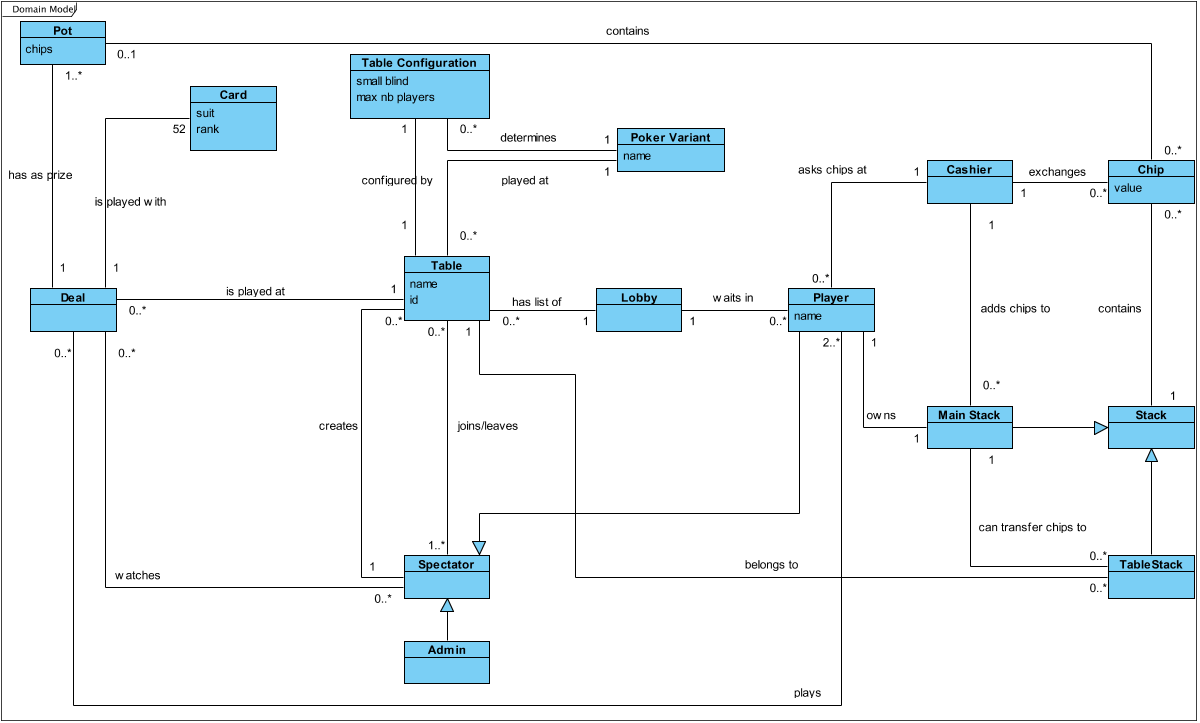 Domain Model
Pot
chips
contains
0..1
1..*
Table Configuration
small blind
max nb players
Card
suit
rank
52
1
0..*
determines
1
Poker Variant
name
has as prize
is played with
configured by
played at
1
asks chips at
1
Cashier
exchanges
1
0..*
0..*
Chip
value
0..*
1
0..*
1
1
1
Table
name
id
Deal
is played at
1
0..*
0..*
has list of
0..*
1
Lobby
waits in
1
0..*
0..*
Player
name
adds chips to
contains
0..*
0..*
0..*
1
2..*
1
0..*
1
creates
joins/leaves
owns
1
Main Stack
Stack
1
can transfer chips to
1..*
1
Spectator
watches
0..*
belongs to
0..*
0..*
TableStack
Admin
plays